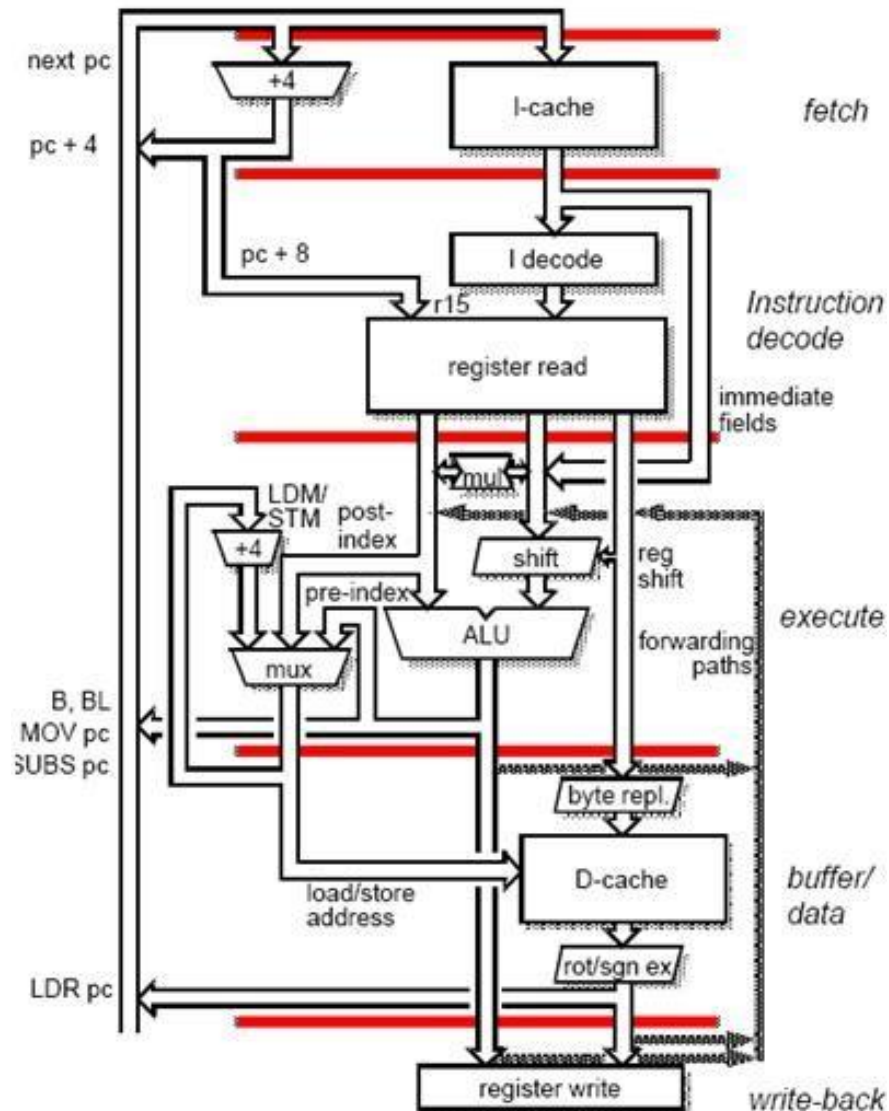 next pc
+4
I-cache
fetch
pc + 4
pc + 8
I decode
r15
Instruction
decode
register read
immediate
fields
mul
LDM/
STM
post-
index
+4
shift
reg
shift
pre-index
ALU
execute
forwarding
paths
mux
B, BL
MOV pc
SUBS pc
byte repl.
D-cache
buffer/
data
load/store
address
rot/sgn ex
LDR pc
register write
write-back